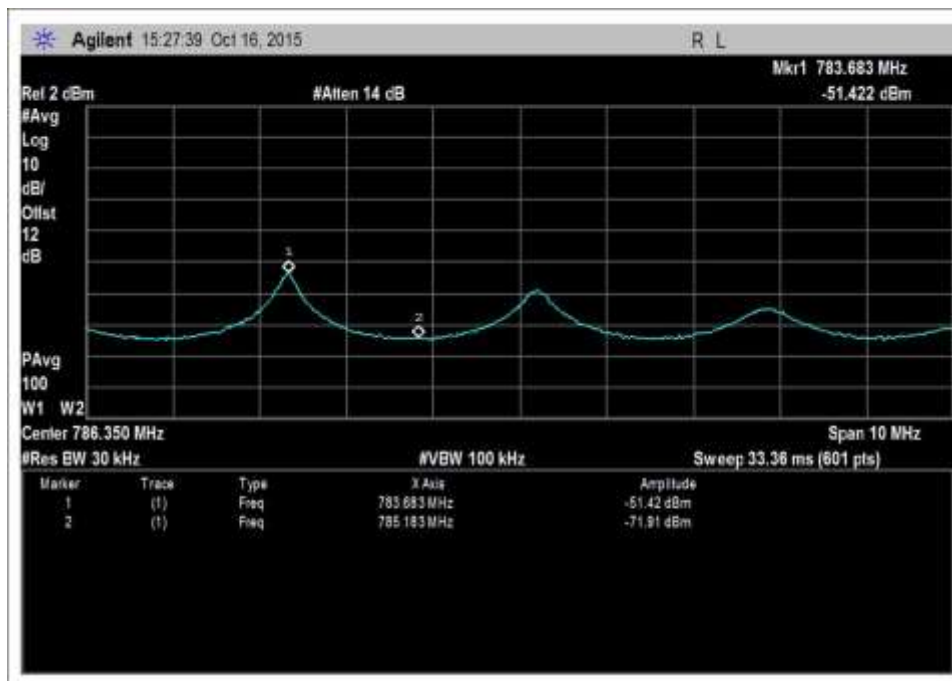 Agilent 15:27:39 Oct 16, 2015 R L
Mkr1 783.683 MHz
Ref 2 dBm #Atten 14 dB -51.422 dBm
#Avg
Log
10
dB/
Offst
12
dB
1
2
PAvg
100
W1 W2
Center 786.350 MHz Span 10 MHz
#Res BW 30 kHz #VBW 100 kHz Sweep 33.36 ms (601 pts)
Marker Trace Type X Axis Amplitude
1 (1) Freq 783.683 MHz -51.42 dBm
2 (1) Freq 785.183 MHz -71.91 dBm